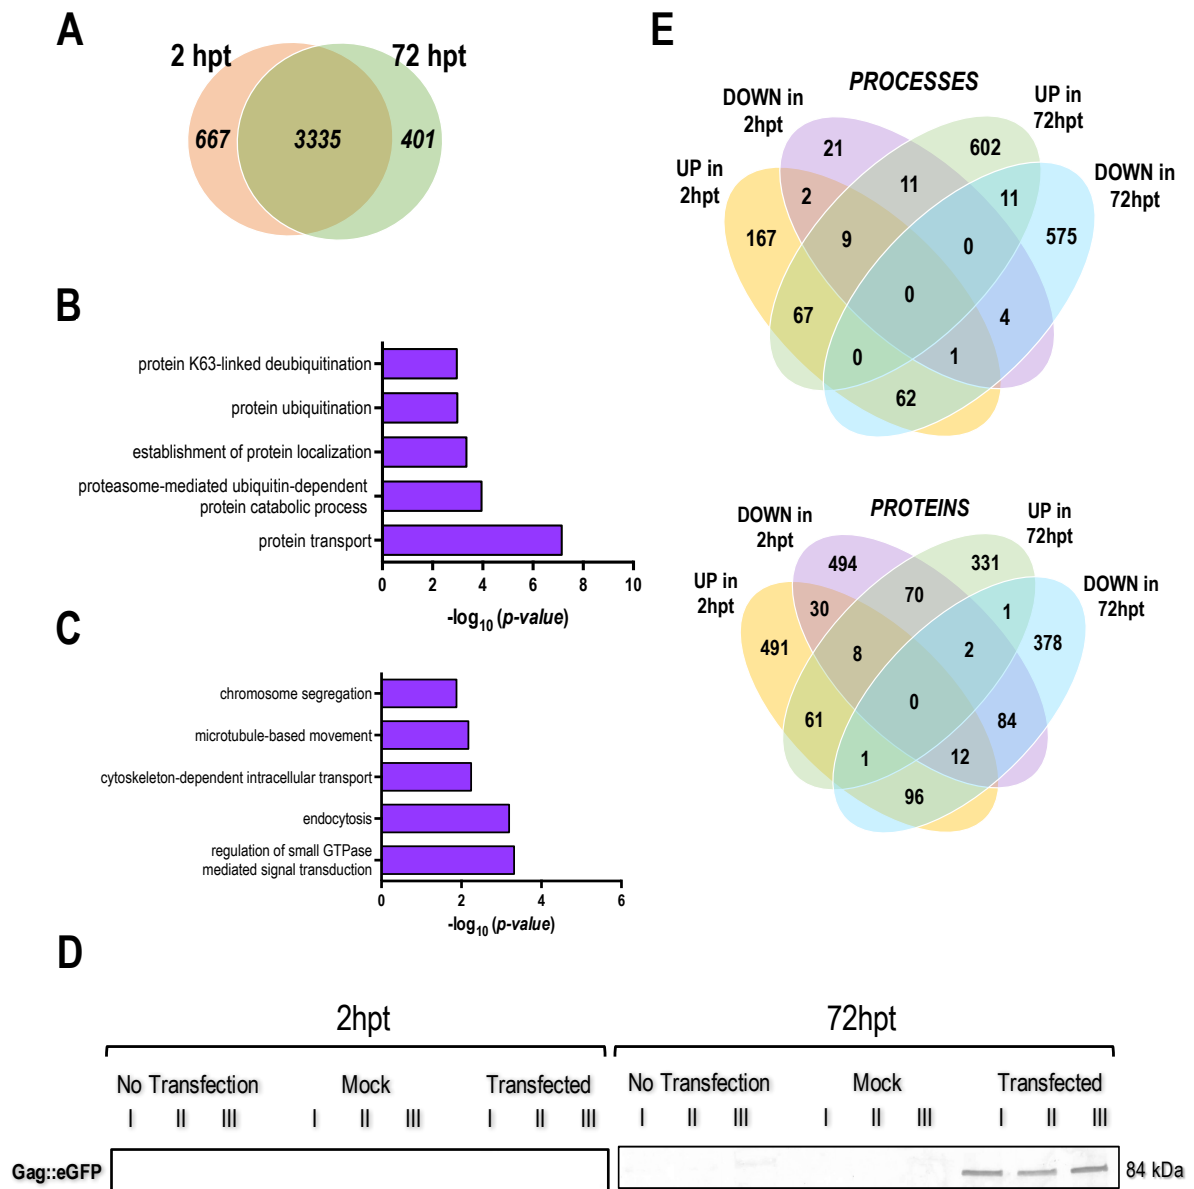 A
2 hpt
72 hpt
667
3335
401
B
protein K63-linked deubiquitination
protein ubiquitination
establishment of protein localization
proteasome-mediated ubiquitin-dependent
protein catabolic process
protein transport
0 2 4 6 8 10
-log10 (p-value)
C
chromosome segregation
microtubule-based movement
cytoskeleton-dependent intracellular transport
endocytosis
regulation of small GTPase
mediated signal transduction
0 2 4 6
-log10 (p-value)
E
PROCESSES
DOWN in
2hpt
UP in
72hpt
UP in
2hpt
DOWN in
72hpt
21
602
2
11
11
167
9
0
575
0
67
4
0
1
62
PROTEINS
DOWN in
2hpt
UP in
72hpt
UP in
2hpt
DOWN in
72hpt
494
331
30
70
1
491
8
2
378
0
61
84
1
12
96
D
2hpt
72hpt
No Transfection Mock Transfected No Transfection Mock Transfected
I II III I II III I II III I II III I II III I II III
Gag::eGFP
84 kDa